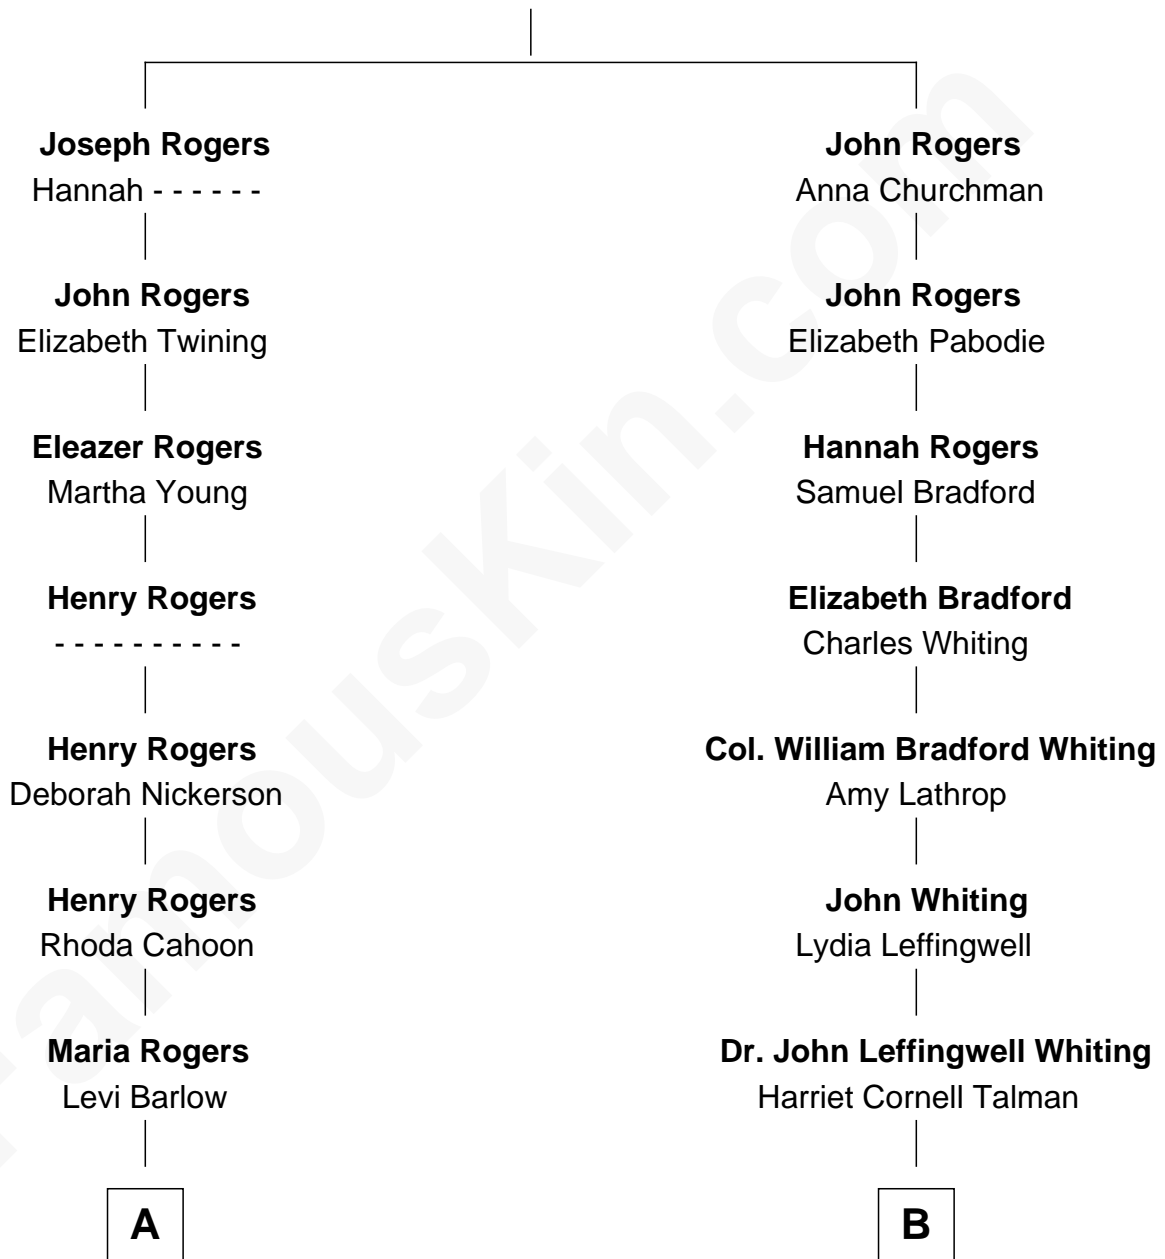 Joseph Rogers
Hannah - - - - - -
John Rogers
Elizabeth Twining
Eleazer Rogers
Martha Young
Henry Rogers
- - - - - - - - - -
Henry Rogers
Deborah Nickerson
Henry Rogers
Rhoda Cahoon
Maria Rogers
Levi Barlow
A
John Rogers
Anna Churchman
John Rogers
Elizabeth Pabodie
Hannah Rogers
Samuel Bradford
Elizabeth Bradford
Charles Whiting
Col. William Bradford Whiting
Amy Lathrop
John Whiting
Lydia Leffingwell
Dr. John Leffingwell Whiting
Harriet Cornell Talman
B
FamousKin.com